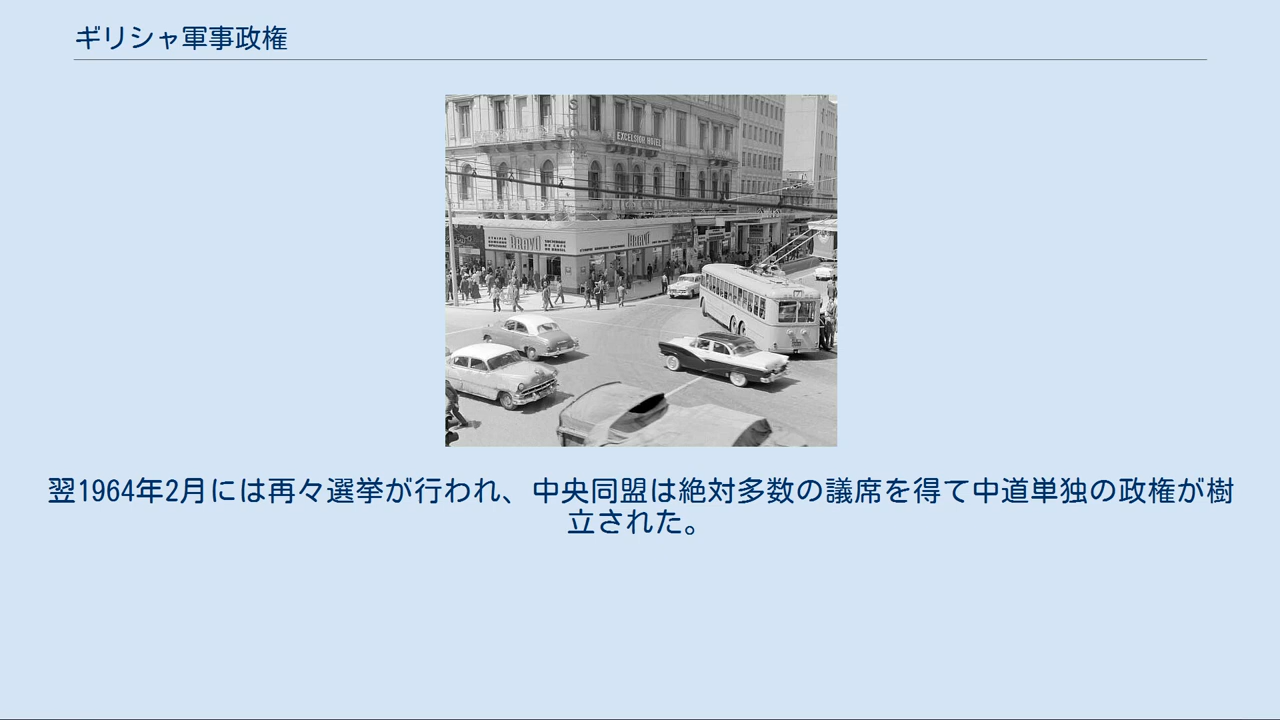 ギリシャ軍事政権
EXCELSIOR HOTEL
BRAVO
BRAVO
翌1964年2月には再々選挙が行われ、中央同盟は絶対多数の議席を得て中道単独の政権が樹
立された。